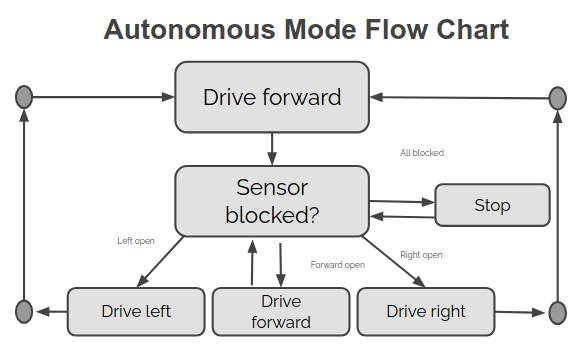 Autonomous Mode Flow Chart
Drive forward
All blocked
Sensor
blocked?
Stop
Left open
Forward open
Right open
Drive left
Drive
forward
Drive right